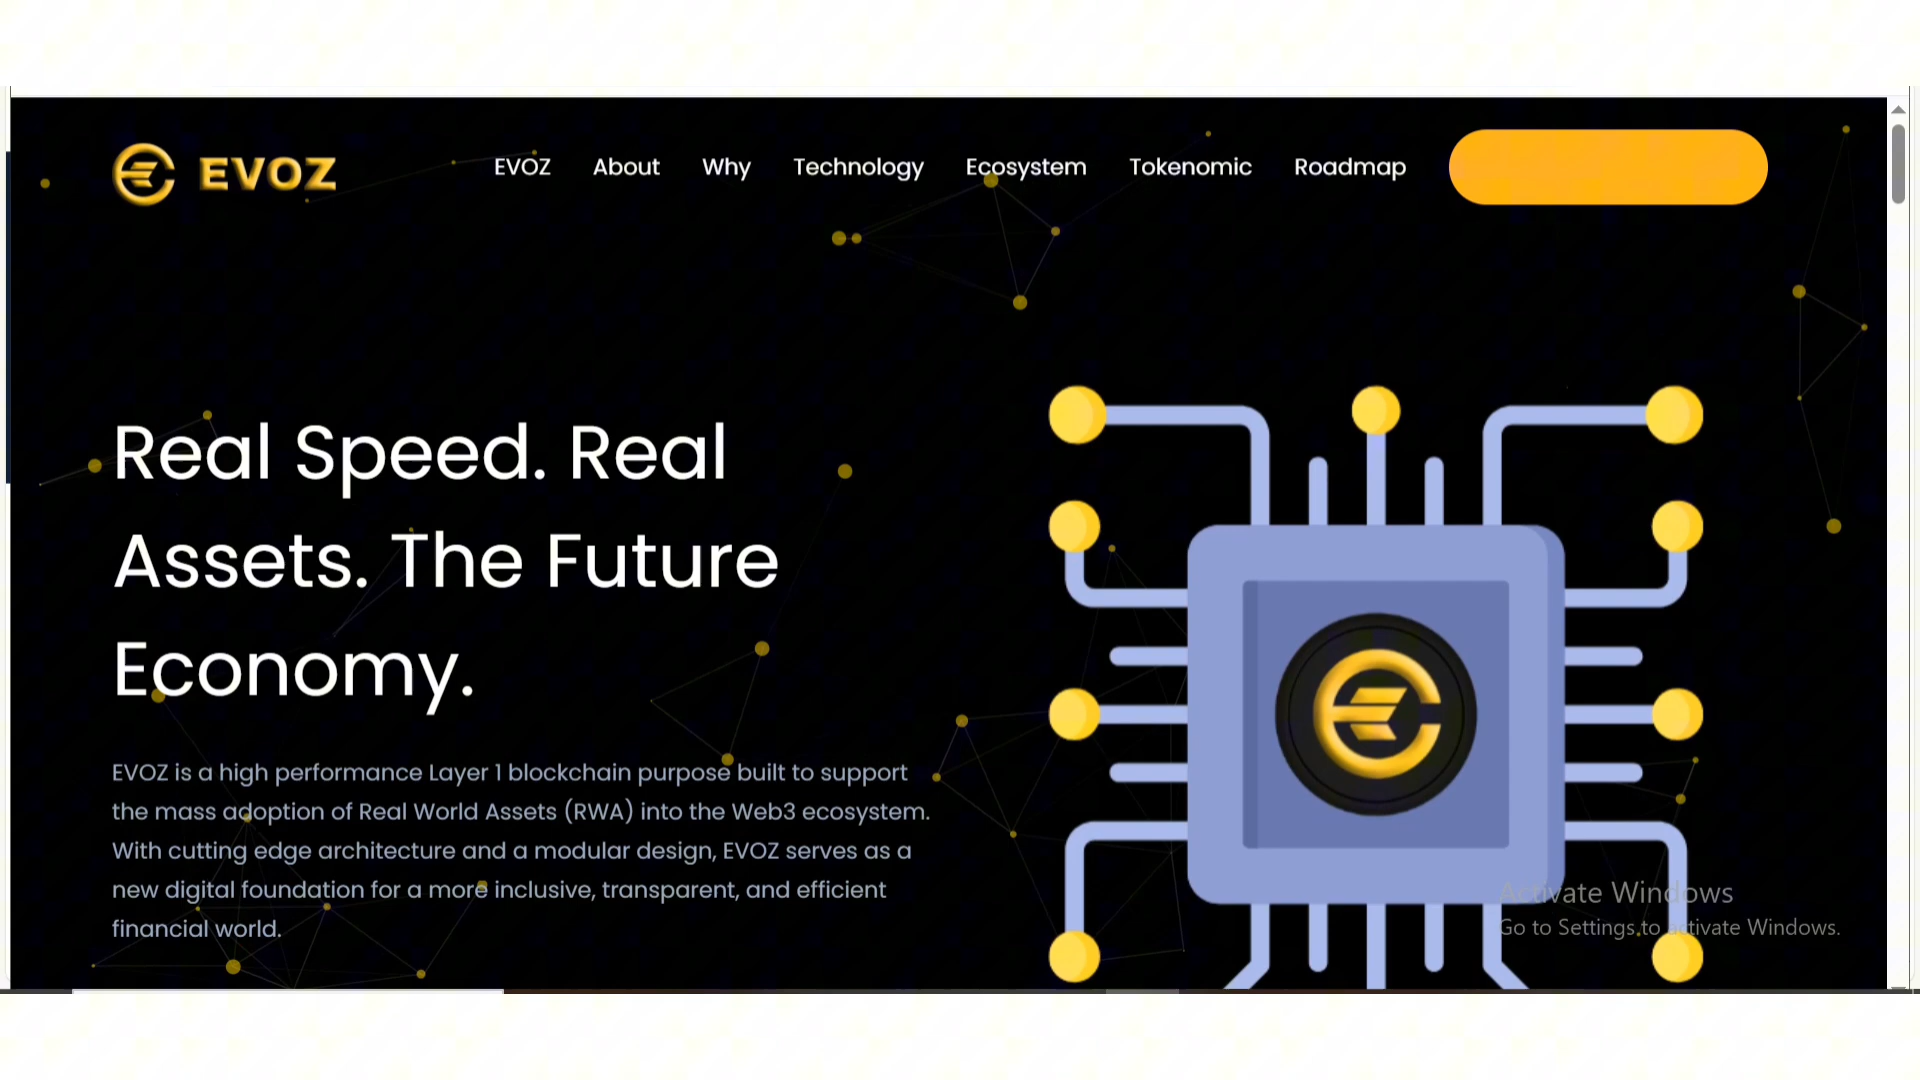 EVOZ
EVOZ About Why Technology Ecosystem Tokenomic Roadmap
Real Speed. Real
Assets. The Future
Economy.
EVOZ is a high performance Layer 1 blockchain purpose built to support
the mass adoption of Real World Assets (RWA) into the Web3 ecosystem.
With cutting edge architecture and a modular design, EVOZ serves as a
new digital foundation for a more inclusive, transparent, and efficient
financial world.
Activate Windows
Go to Settings to activate Windows.